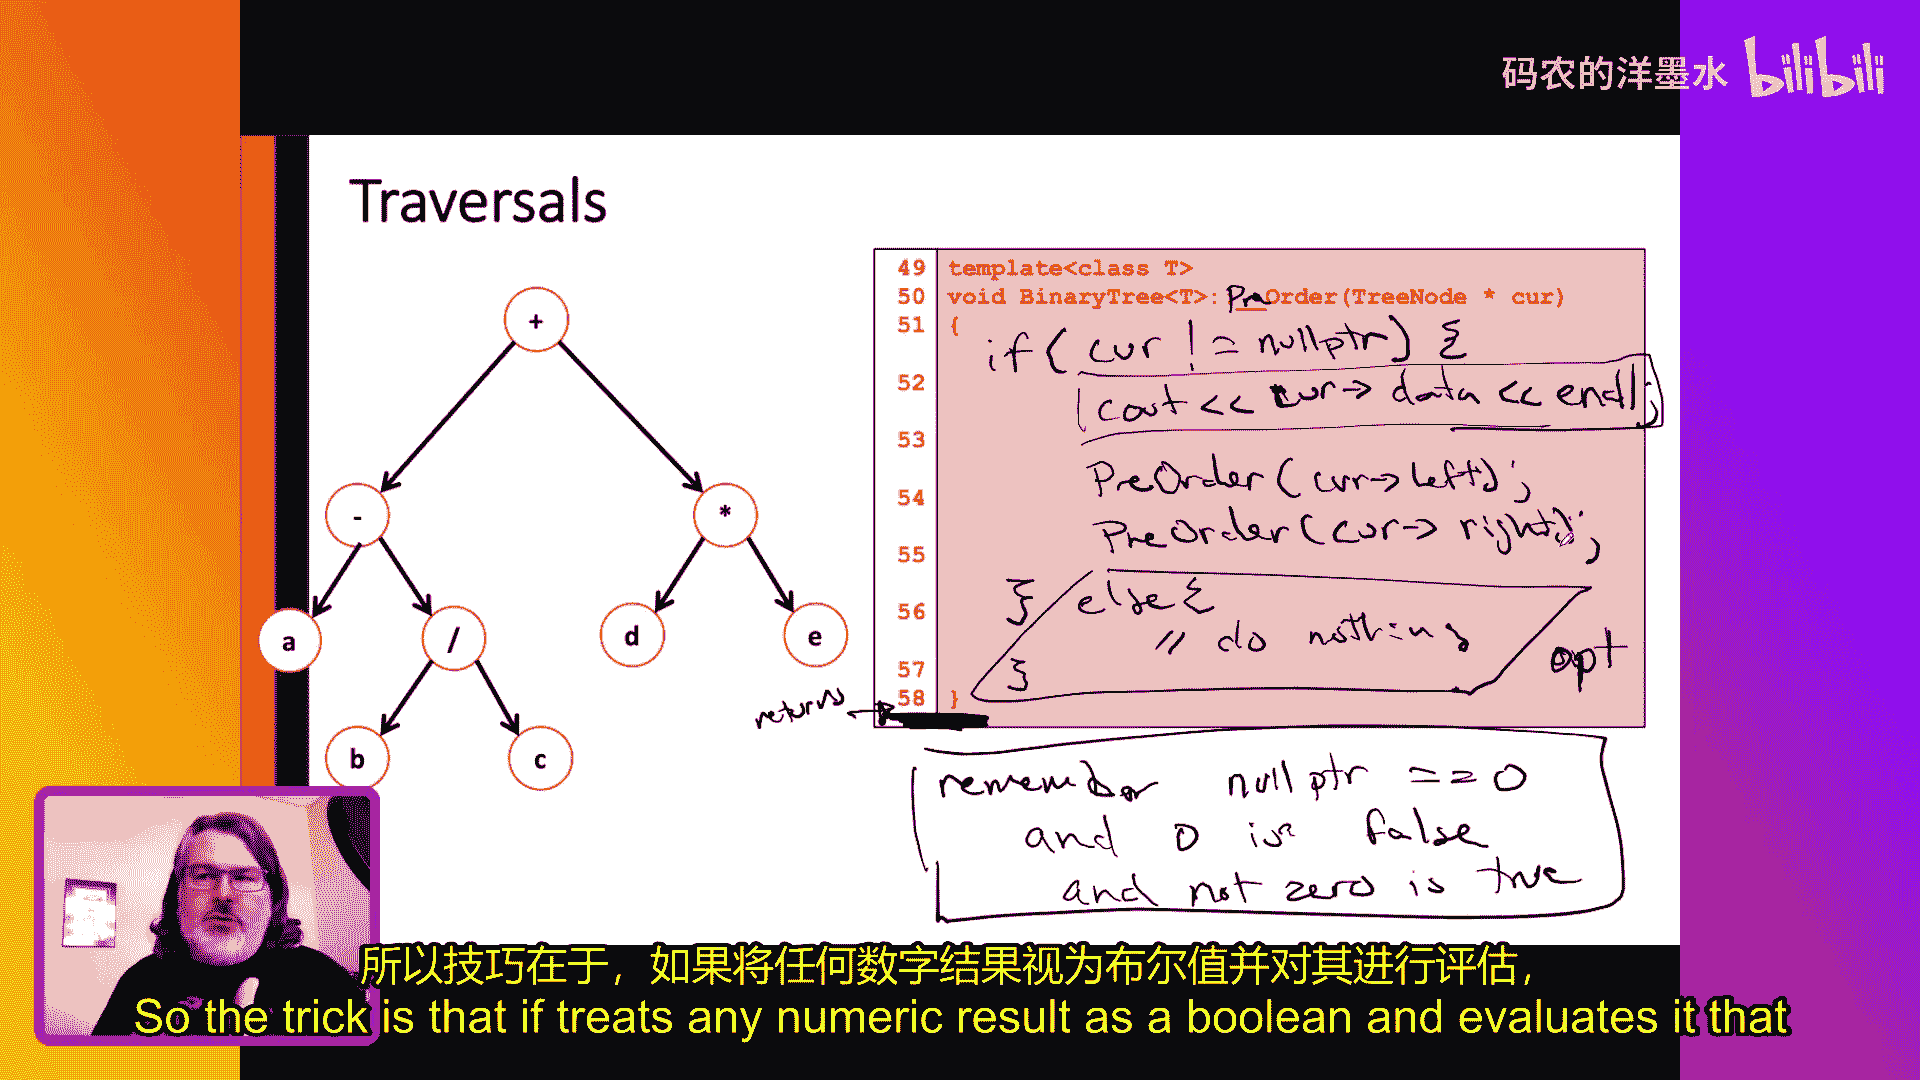 码农的洋墨水 bilibili
Traversals
+
-
*
a
/
d
e
b
c
49 template<class T>
50 void BinaryTree<T>:PreOrder(TreeNode * cur)
51 {
if( cur != nullptr) {
52 cout << cur-> data << endl;
53
PreOrder ( cur-> left);
54
PreOrder (cur-> right);
55
} else {
56 // do nothing
opt
57 }
58 }
returns
remember nullptr == 0
and 0 is false
and not zero is true
所以技巧在于，如果将任何数字结果视为布尔值并对其进行评估，
So the trick is that if treats any numeric result as a boolean and evaluates it that